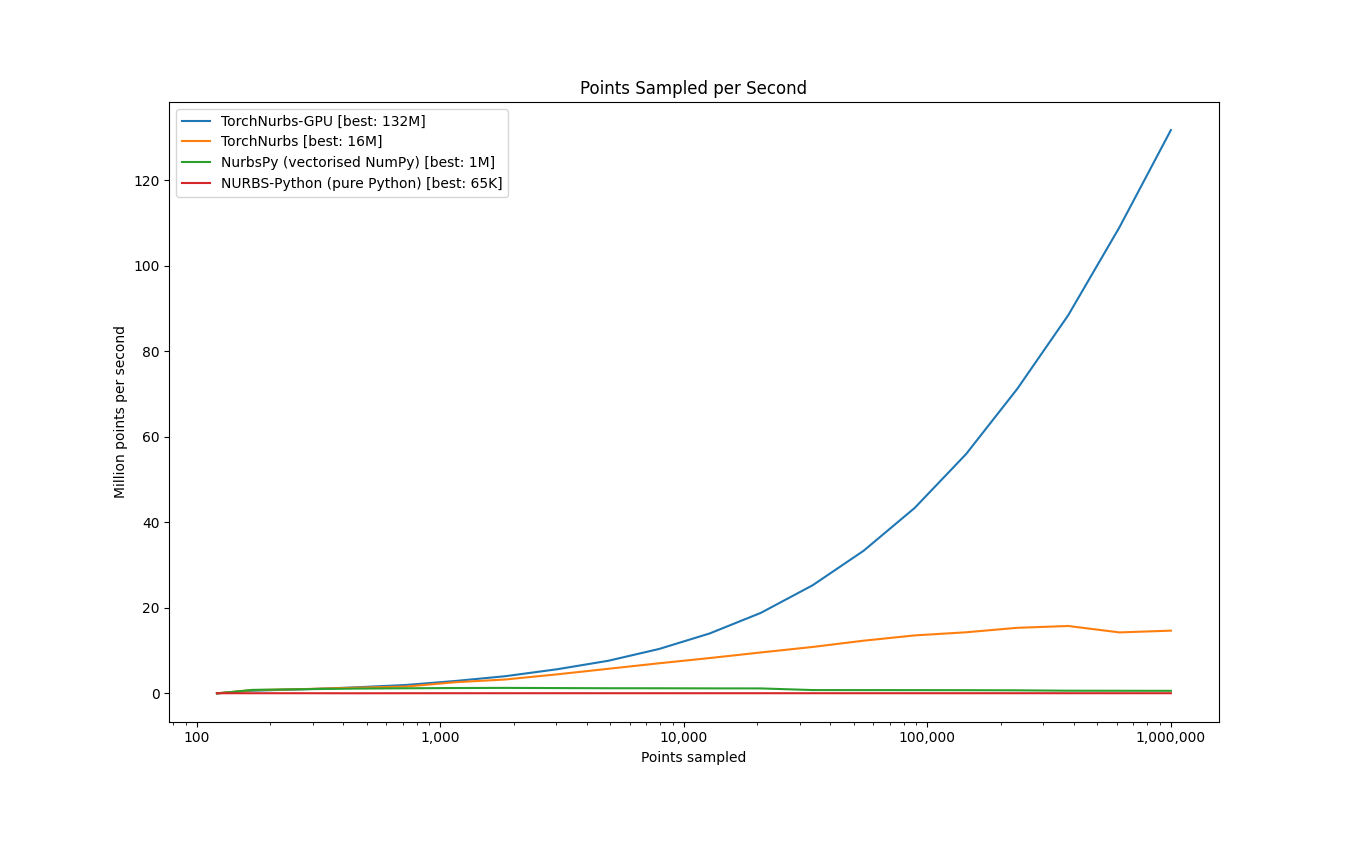 Points Sampled per Second
TorchNurbs-GPU [best: 132M]
TorchNurbs [best: 16M]
NurbsPy (vectorised NumPy) [best: 1M]
NURBS-Python (pure Python) [best: 65K]
Million points per second
120
100
80
60
40
20
0
100
1,000
10,000
100,000
1,000,000
Points sampled